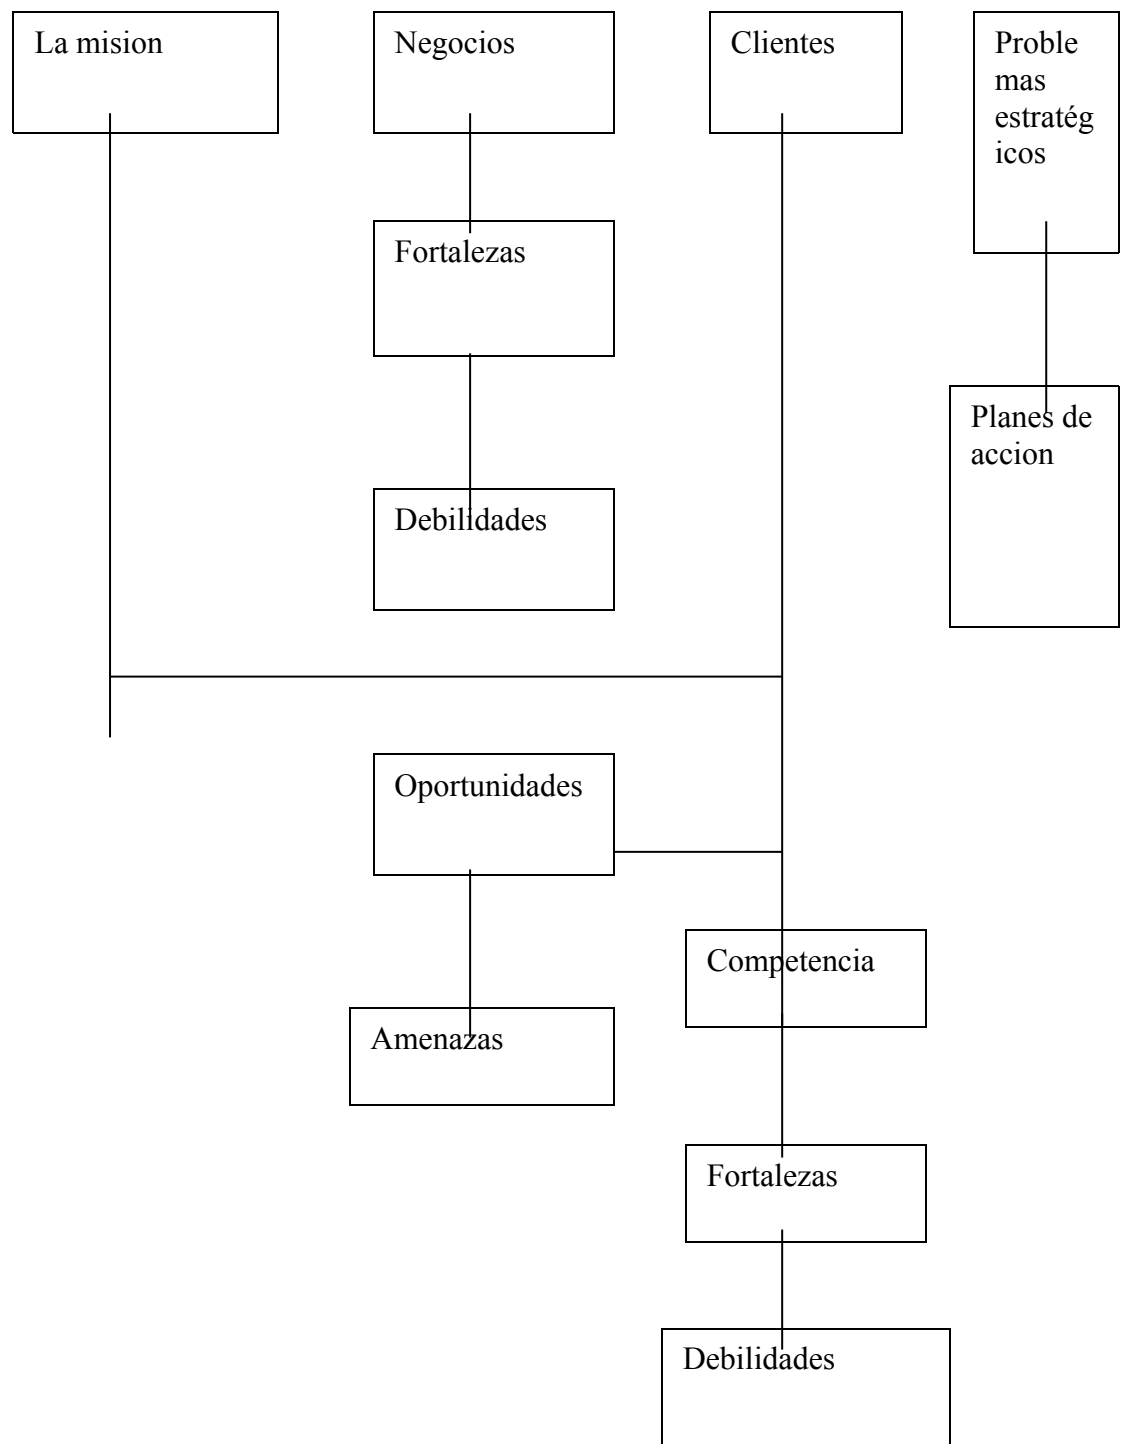 La mision
Negocios
Clientes
Proble
mas
estratég
icos
Fortalezas
Planes de
accion
Debilidades
Oportunidades
Competencia
Amenazas
Fortalezas
Debilidades